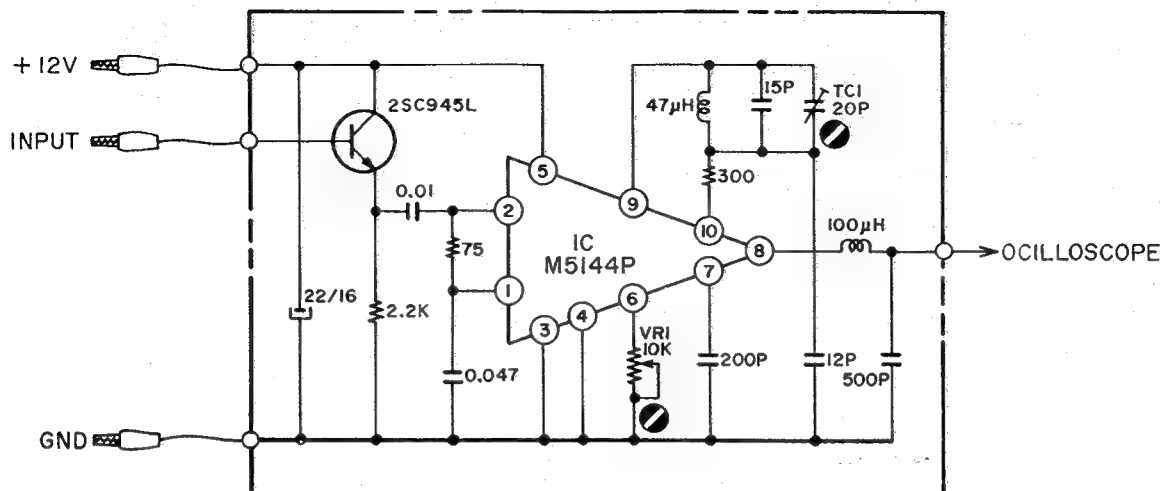 +12V
INPUT
GND
2SC945L
0.01
75
22/16
2.2K
0.047
5
2
9
10
8
1
7
6
3
4
IC
M5144P
47μH
15P
TC1
20P
300
100μH
OCILLOSCOPE
VR1
10K
200P
12P
500P